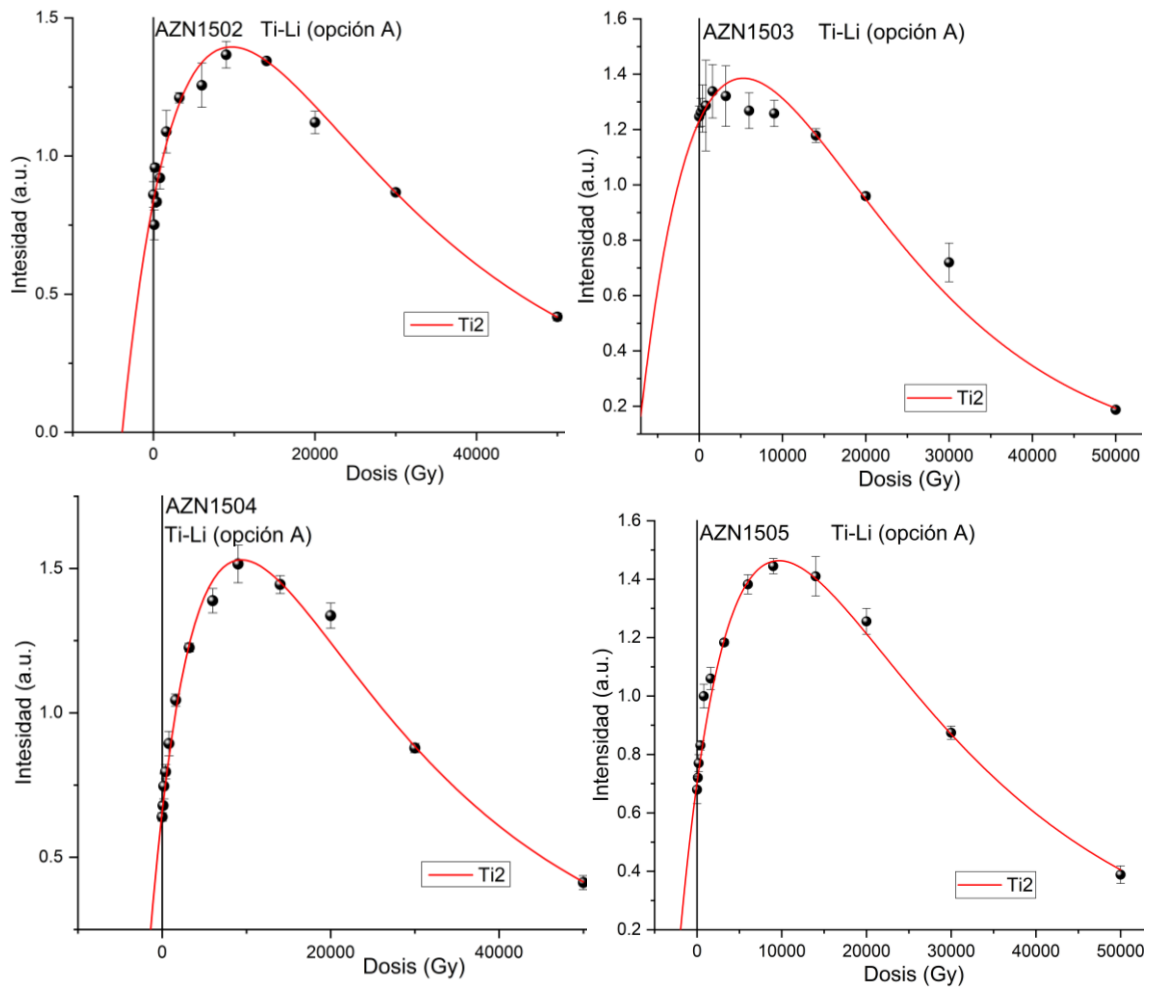 AZN1502 Ti-Li (opción A)
1.5
1.0
0.5
0.0
Intesidad (a.u.)
Ti2
0 20000 40000
Dosis (Gy)
AZN1503 Ti-Li (opción A)
1.6
1.4
1.2
1.0
0.8
0.6
0.4
0.2
Intensidad (a.u.)
Ti2
0 10000 20000 30000 40000 50000
Dosis (Gy)
AZN1504
Ti-Li (opción A)
1.5
1.0
0.5
Intesidad (a.u.)
Ti2
0 20000 40000
Dosis (Gy)
AZN1505 Ti-Li (opción A)
1.6
1.4
1.2
1.0
0.8
0.6
0.4
0.2
Intensidad (a.u.)
Ti2
0 10000 20000 30000 40000 50000
Dosis (Gy)